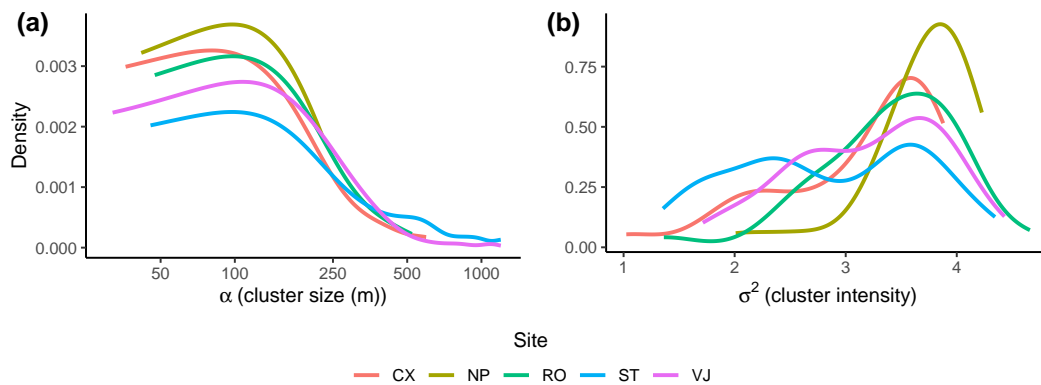 (a)
Density
0.003
0.002
0.001
0.000
50 100 250 500 1000
α (cluster size (m))
(b)
0.75
0.50
0.25
0.00
1 2 3 4
σ² (cluster intensity)
Site
CX NP RO ST VJ